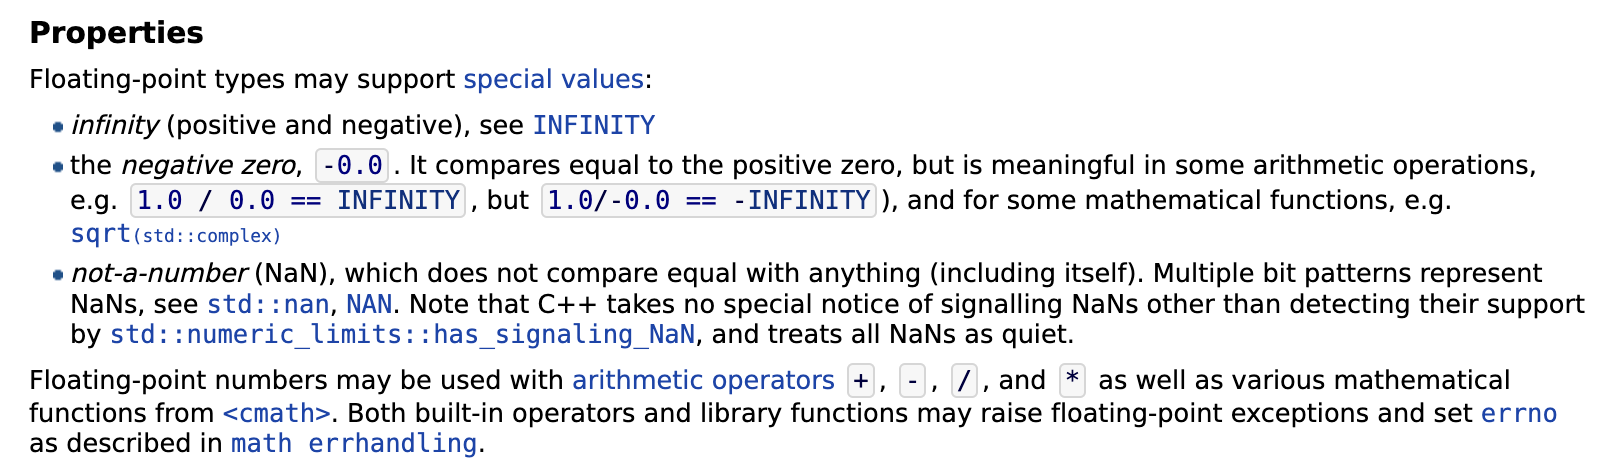 Properties
Floating-point types may support special values:
infinity (positive and negative), see INFINITY
the negative zero, -0.0. It compares equal to the positive zero, but is meaningful in some arithmetic operations,
e.g. 1.0 / 0.0 == INFINITY, but 1.0/-0.0 == -INFINITY), and for some mathematical functions, e.g.
sqrt(std::complex)
not-a-number (NaN), which does not compare equal with anything (including itself). Multiple bit patterns represent
NaNs, see std::nan, NAN. Note that C++ takes no special notice of signalling NaNs other than detecting their support
by std::numeric_limits::has_signaling_NaN, and treats all NaNs as quiet.
Floating-point numbers may be used with arithmetic operators +, -, /, and * as well as various mathematical
functions from <cmath>. Both built-in operators and library functions may raise floating-point exceptions and set errno
as described in math errhandling.